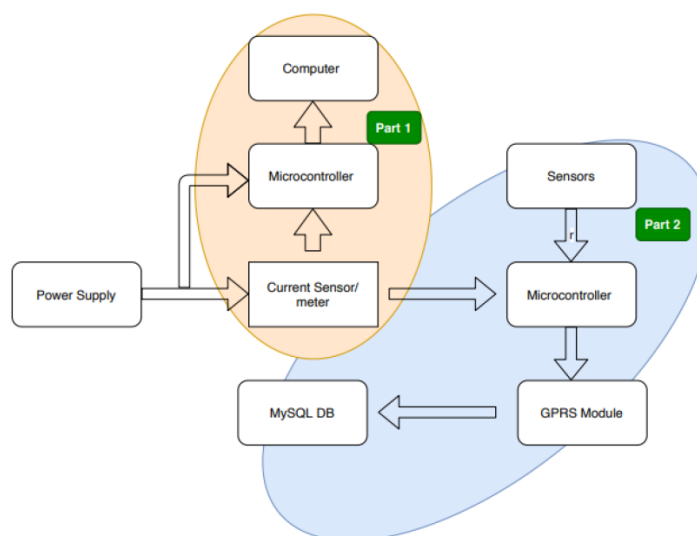 Computer
Part 1
Microcontroller
Sensors
r
Part 2
Power Supply
Current Sensor/
meter
Microcontroller
MySQL DB
GPRS Module